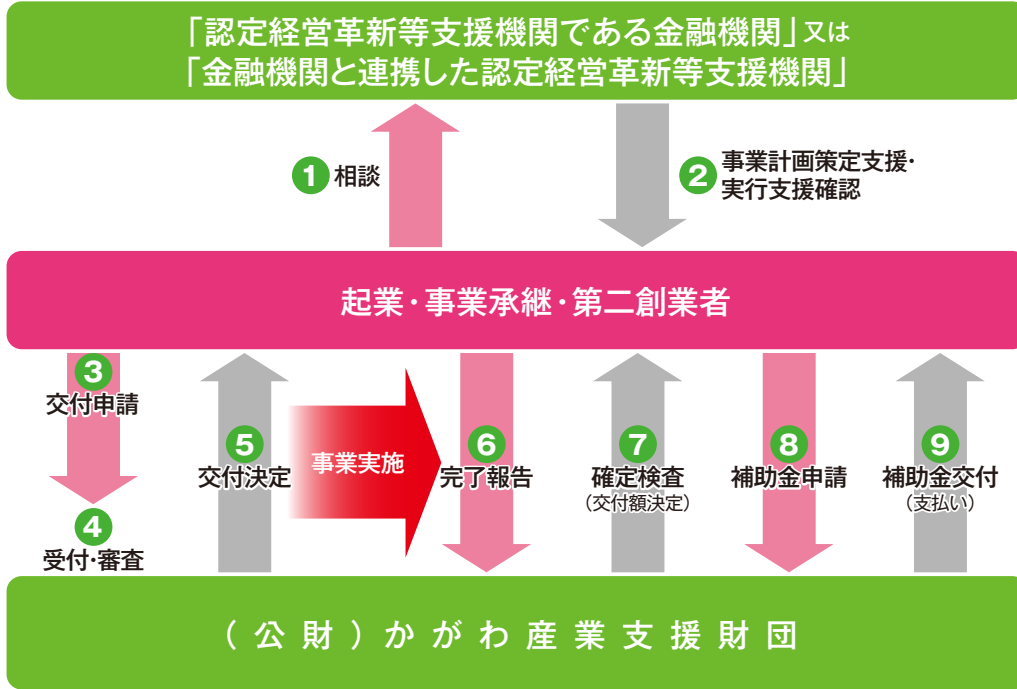 「認定経営革新等支援機関である金融機関」又は
「金融機関と連携した認定経営革新等支援機関」
1 相談
2 事業計画策定支援・
実行支援確認
起業・事業承継・第二創業者
3
交付申請
4
受付・審査
5
交付決定
事業実施
6
完了報告
7
確定検査
(交付額決定)
8
補助金申請
9
補助金交付
(支払い)
(公財)かがわ産業支援財団